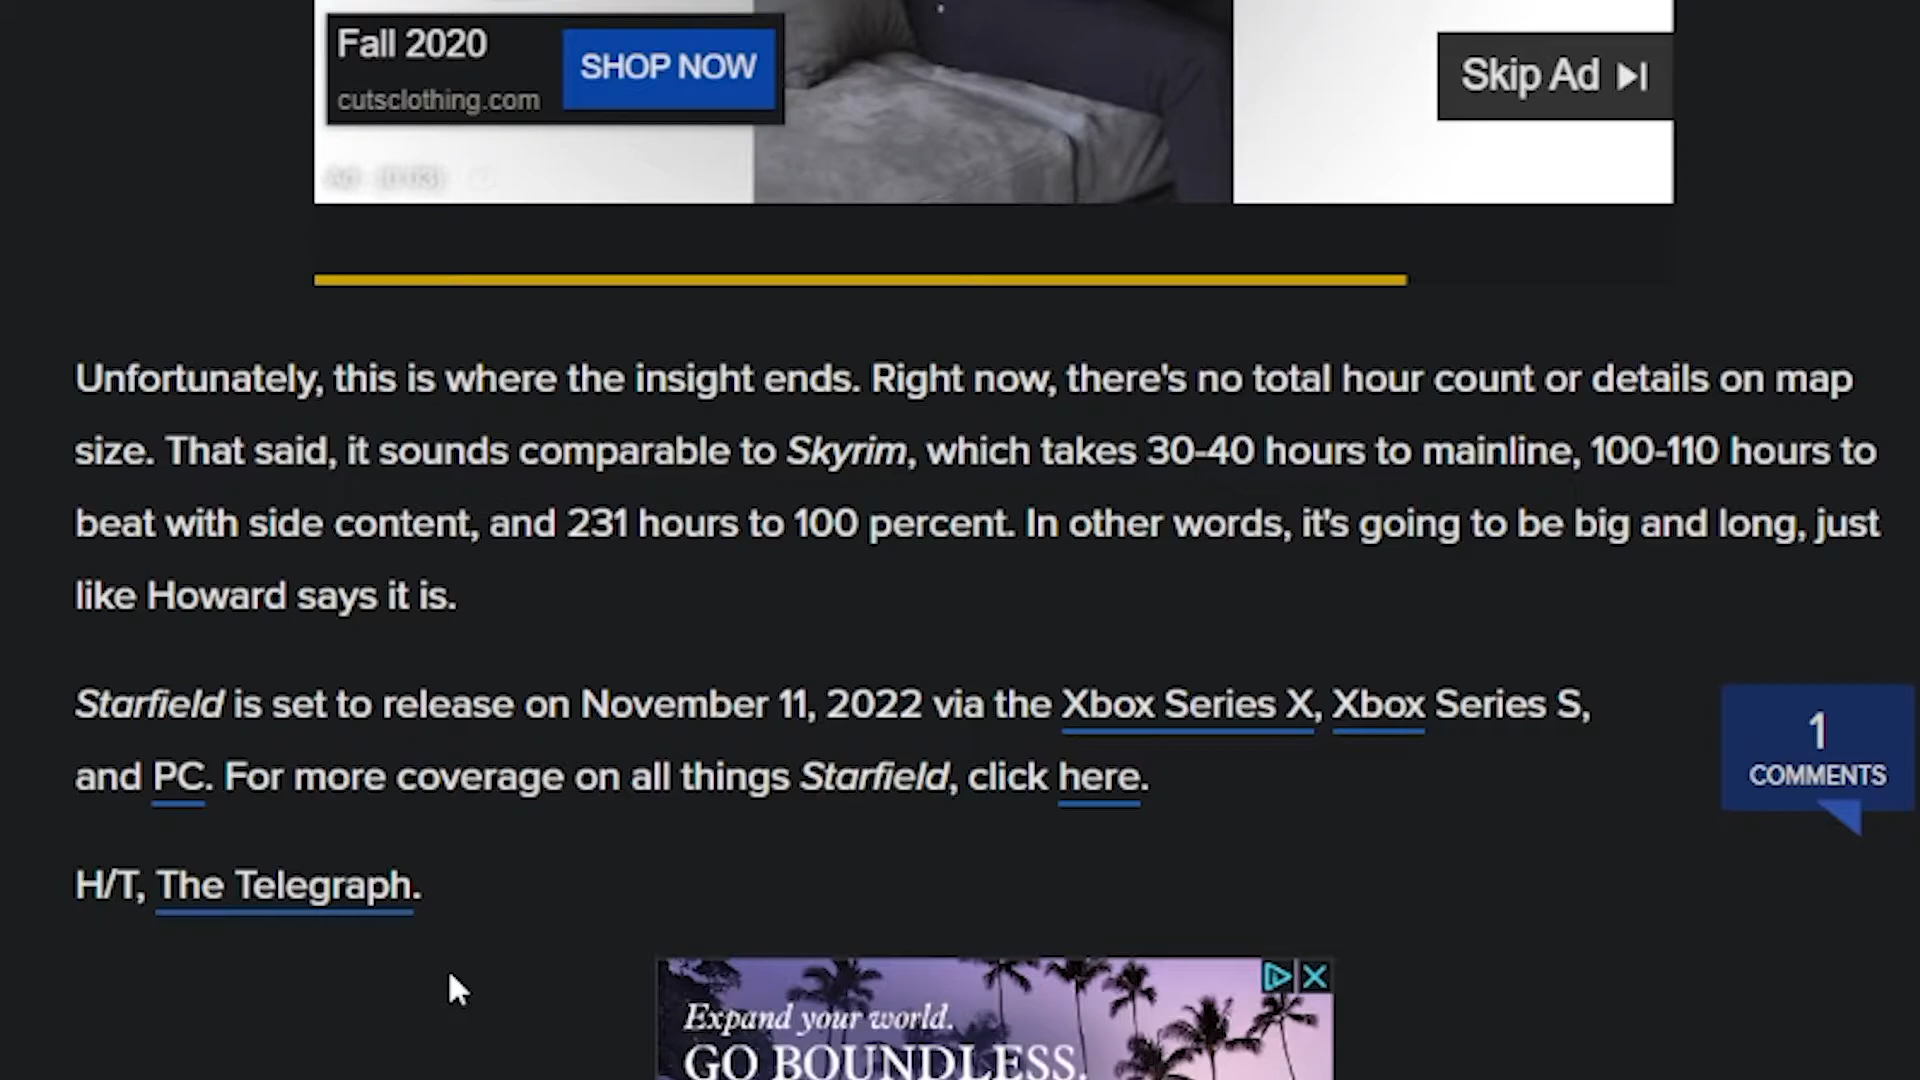 Fall 2020
SHOP NOW
cutsclothing.com
Skip Ad
Unfortunately, this is where the insight ends. Right now, there's no total hour count or details on map
size. That said, it sounds comparable to Skyrim, which takes 30-40 hours to mainline, 100-110 hours to
beat with side content, and 231 hours to 100 percent. In other words, it's going to be big and long, just
like Howard says it is.
Starfield is set to release on November 11, 2022 via the Xbox Series X, Xbox Series S,
and PC. For more coverage on all things Starfield, click here.
1
COMMENTS
H/T, The Telegraph.
Expand your world.
GO BOUNDLESS.